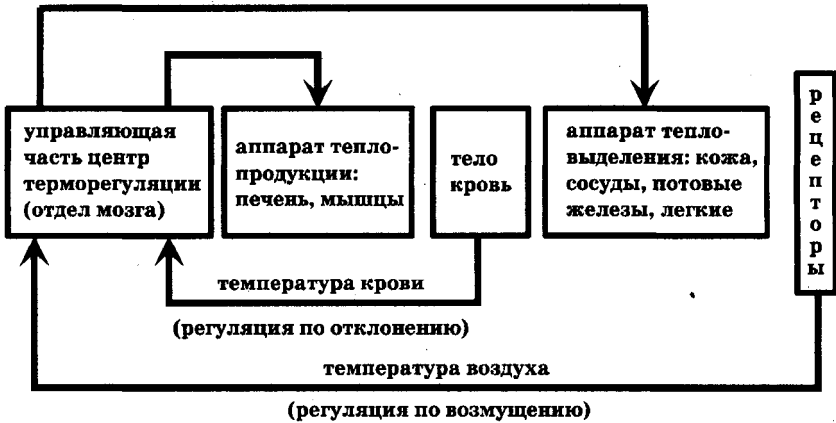 управляющая
часть центр
терморегуляции
(отдел мозга)
аппарат тепло-
продукции:
печень, мышцы
тело
кровь
аппарат тепло-
выделения: кожа,
сосуды, потовые
железы, легкие
рецепторы
температура крови
(регуляция по отклонению)
температура воздуха
(регуляция по возмущению)